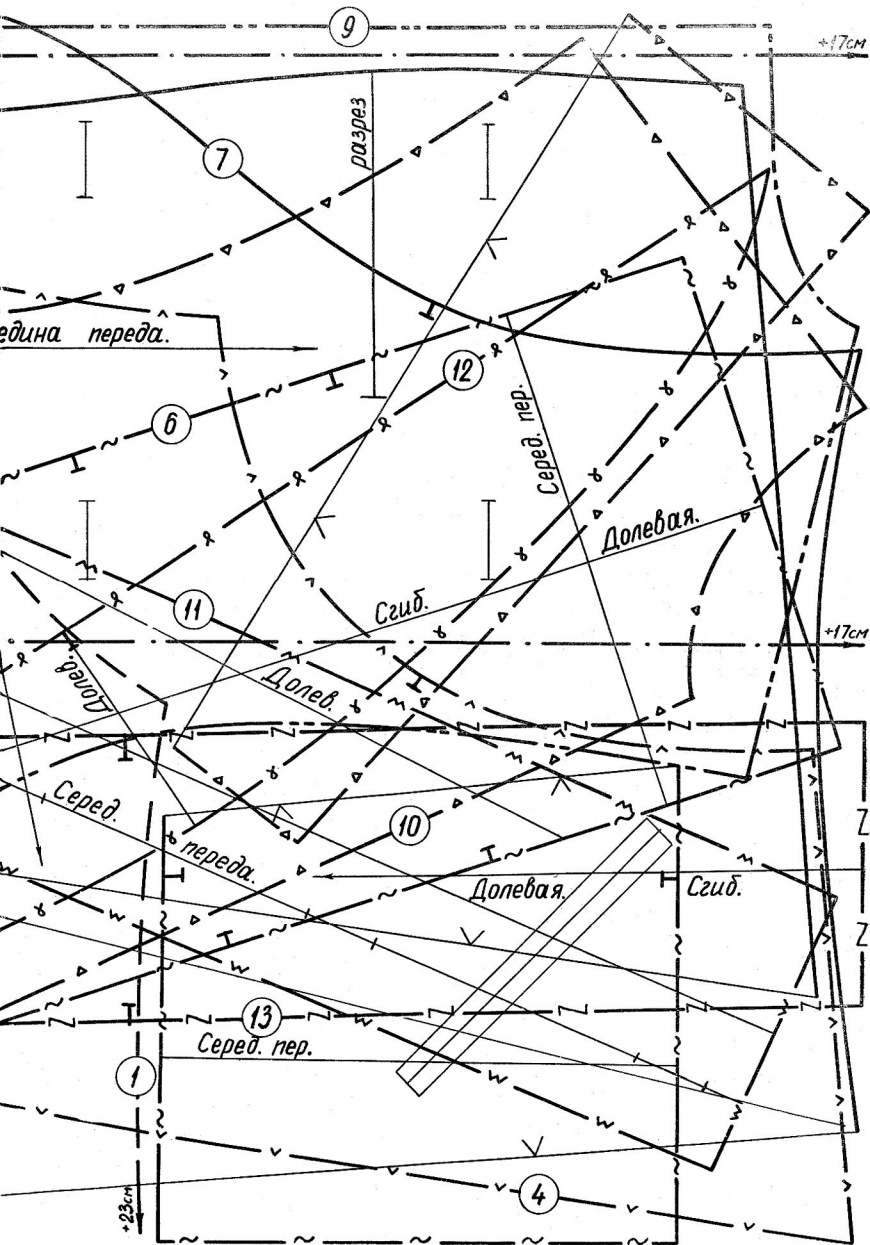 9
+17см
разрез
7
едина переда.
12
6
Серед. пер.
Долевая.
11
Сгиб.
+17см
Долев.
Долев.
Серед.
переда.
10
Долевая.
Сгиб.
13
Серед. пер.
1
4
+23см